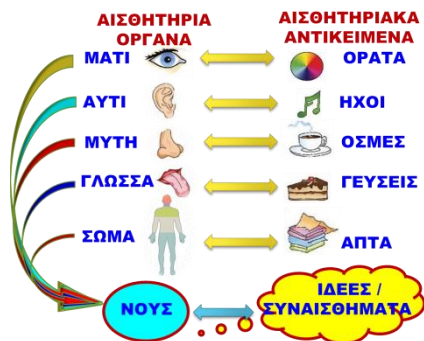 ΑΙΣΘΗΤΗΡΙΑ
ΟΡΓΑΝΑ
ΑΙΣΘΗΤΗΡΙΑΚΑ
ΑΝΤΙΚΕΙΜΕΝΑ
ΜΑΤΙ
ΟΡΑΤΑ
ΑΥΤΙ
ΗΧΟΙ
ΜΥΤΗ
ΟΣΜΕΣ
ΓΛΩΣΣΑ
ΓΕΥΣΕΙΣ
ΣΩΜΑ
ΑΠΤΑ
ΝΟΥΣ
ΙΔΕΕΣ /
ΣΥΝΑΙΣΘΗΜΑΤΑ